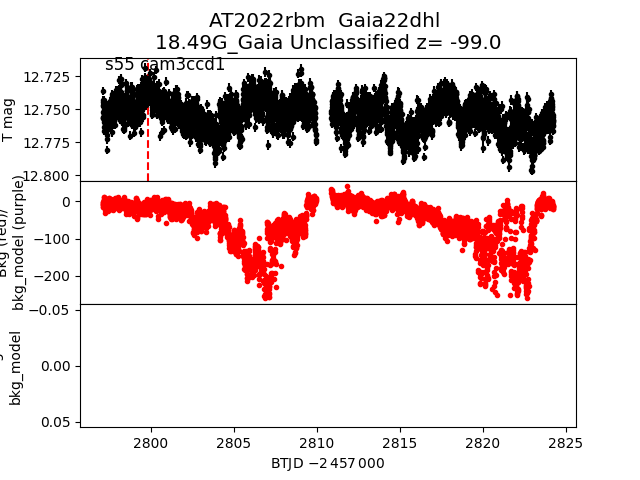 AT2022rbm  Gaia22dhl
18.49G_Gaia Unclassified z= -99.0
s55 cam3ccd1
12.725
12.750
12.775
12.800
T mag
0
−100
−200
Bkg (red)/
bkg_model (purple)
−0.05
0.00
0.05
bkg_model
2800
2805
2810
2815
2820
2825
BTJD −2 457 000